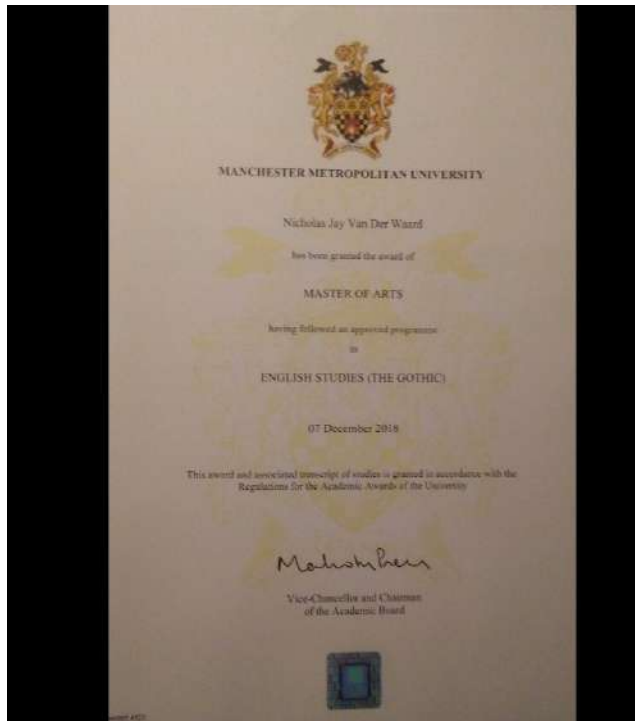 MANCHESTER METROPOLITAN UNIVERSITY
Nicholas Jay Van Der Waard
has been granted the award of
MASTER OF ARTS
having followed an approved programme
in
ENGLISH STUDIES (THE GOTHIC)
07 December 2018
This award and associated transcript of studies is granted in accordance with the
Regulations for the Academic Awards of the University
Vice-Chancellor and Chairman
of the Academic Board